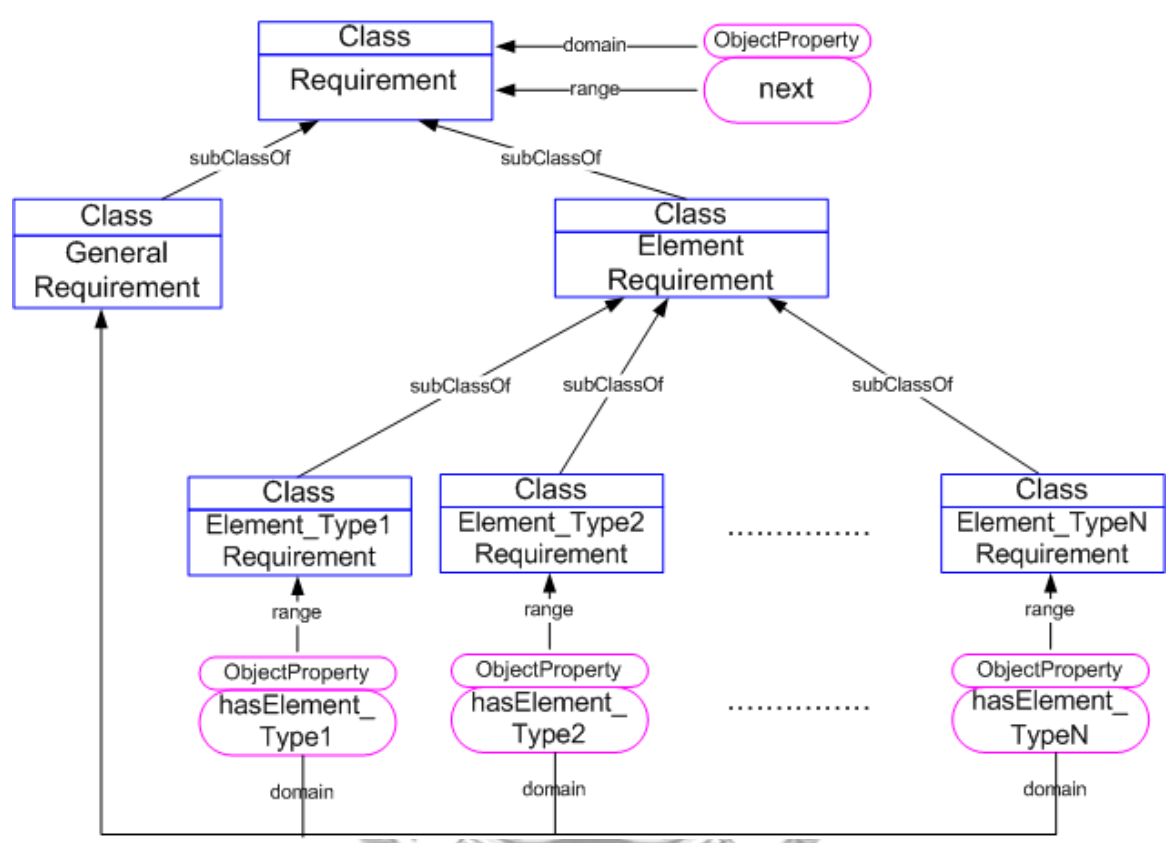 Class
Requirement
domain
ObjectProperty
range
next
subClassOf
subClassOf
Class
General
Requirement
Class
Element
Requirement
subClassOf
subClassOf
subClassOf
Class
Element_Type1
Requirement
Class
Element_Type2
Requirement
...............
Class
Element_TypeN
Requirement
range
range
range
ObjectProperty
hasElement_
Type1
ObjectProperty
hasElement_
Type2
...............
ObjectProperty
hasElement_
TypeN
domain
domain
domain